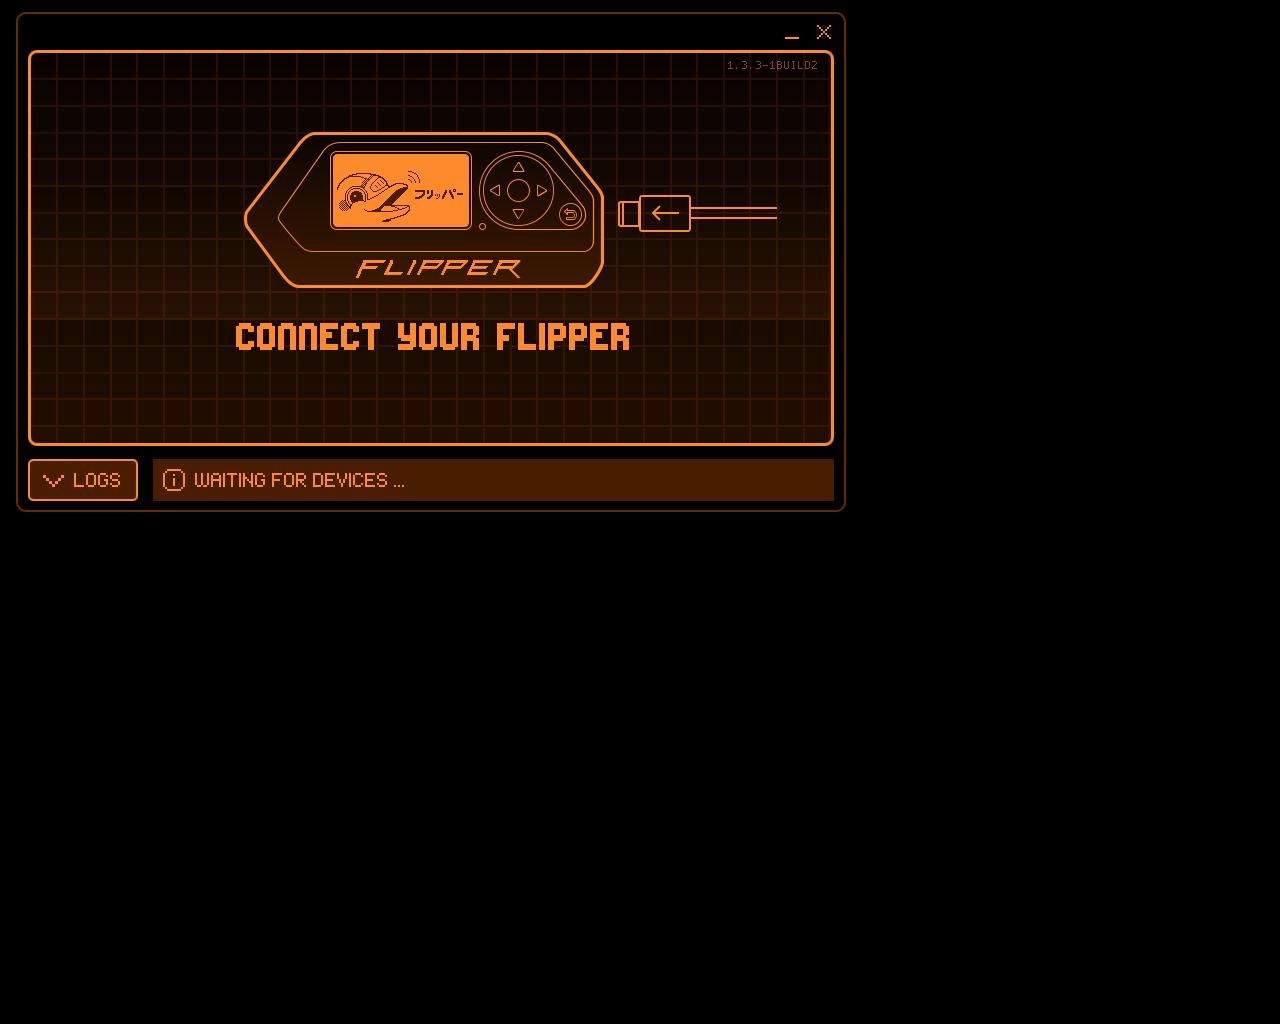 1.3.3-1BUILD2
フリッパー
FLIPPER
CONNECT YOUR FLIPPER
LOGS
WAITING FOR DEVICES ...